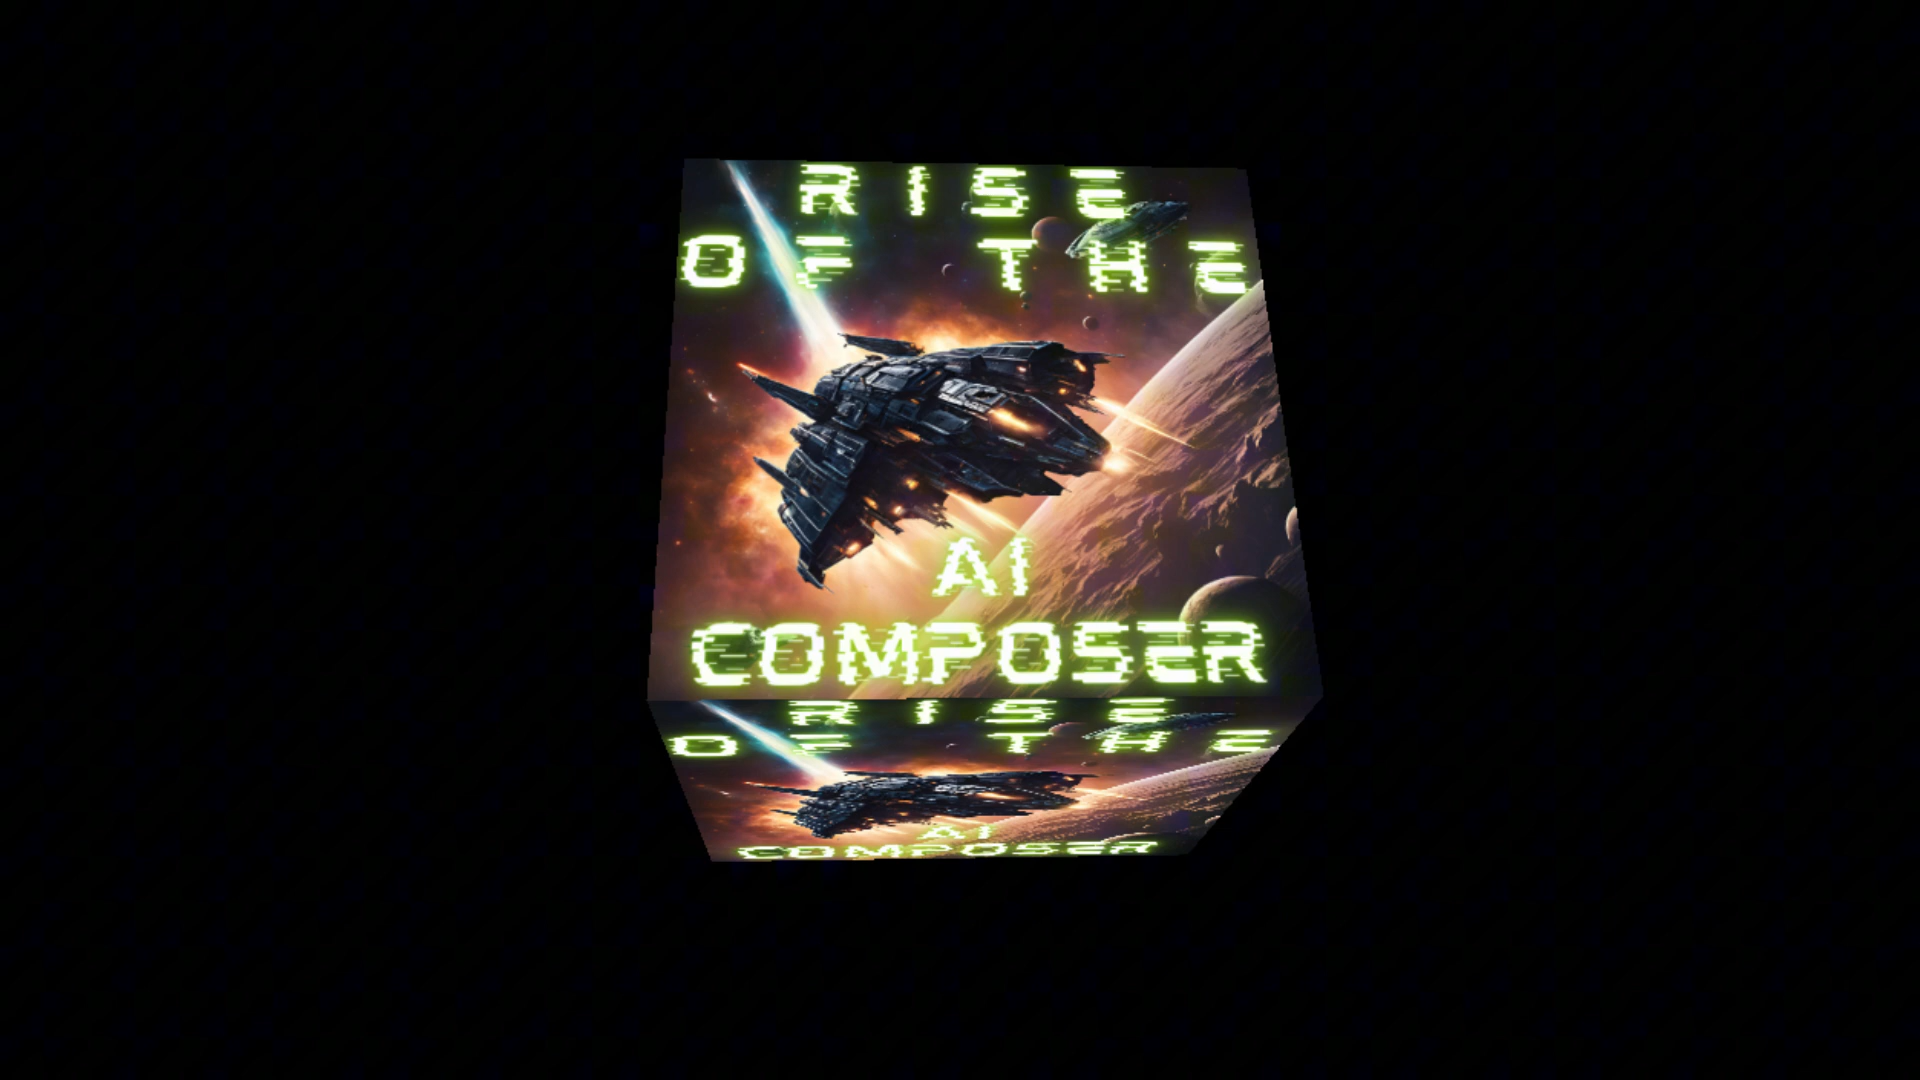 RISE
OF THE
AI
COMPOSER
RISE
OF THE
AI
COMPOSER